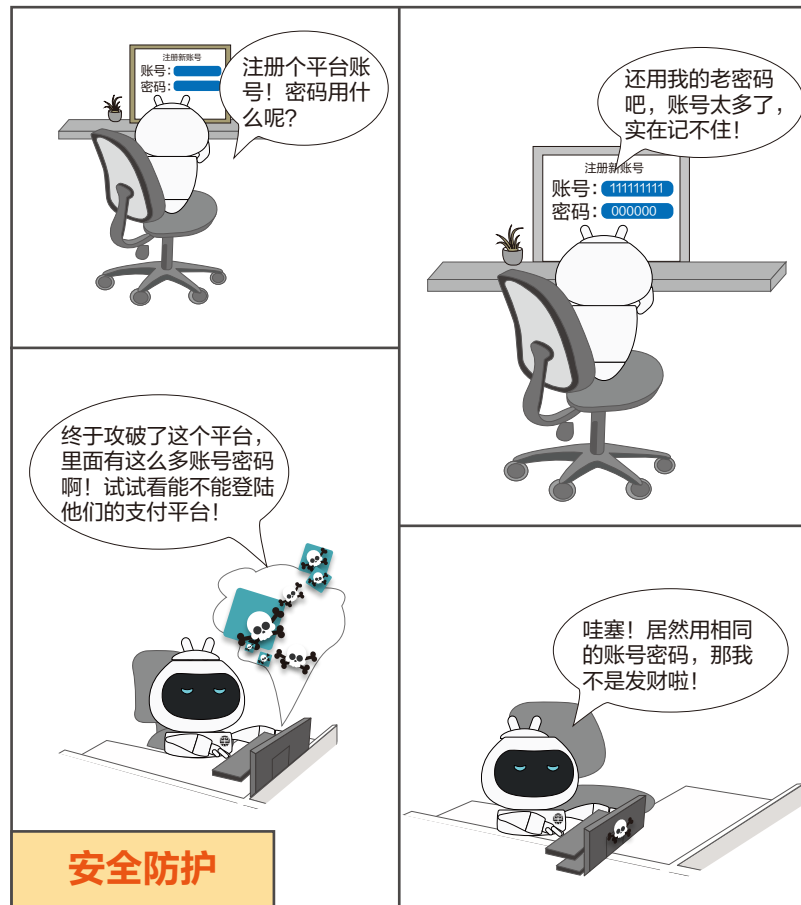 注册新账号
账号:
密码:
注册个平台账
号！密码用什
么呢?
还用我的老密码
吧，账号太多了，
实在记不住！
注册新账号
账号: 111111111
密码: 000000
终于攻破了这个平台，
里面有这么多账号密码
啊！试试看能不能登陆
他们的支付平台！
哇塞！居然用相同
的账号密码，那我
不是发财啦！
安全防护